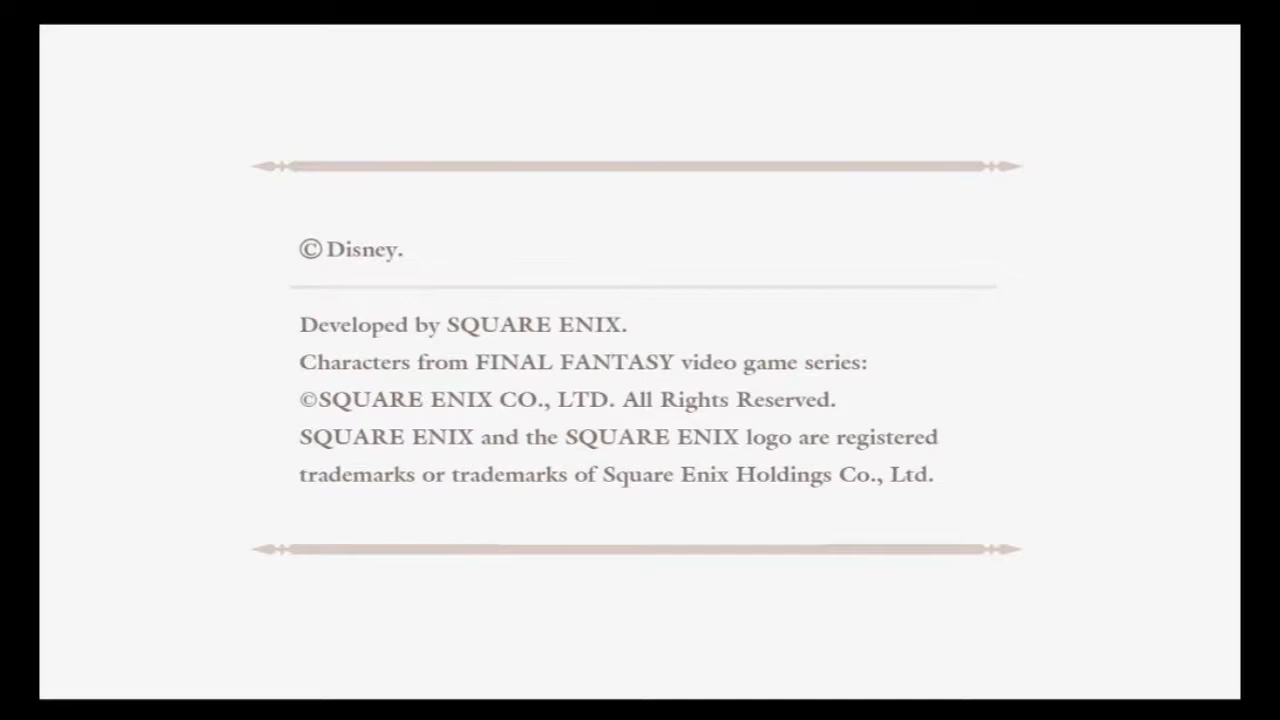 © Disney.
Developed by SQUARE ENIX.
Characters from FINAL FANTASY video game series:
©SQUARE ENIX CO., LTD. All Rights Reserved.
SQUARE ENIX and the SQUARE ENIX logo are registered
trademarks or trademarks of Square Enix Holdings Co., Ltd.